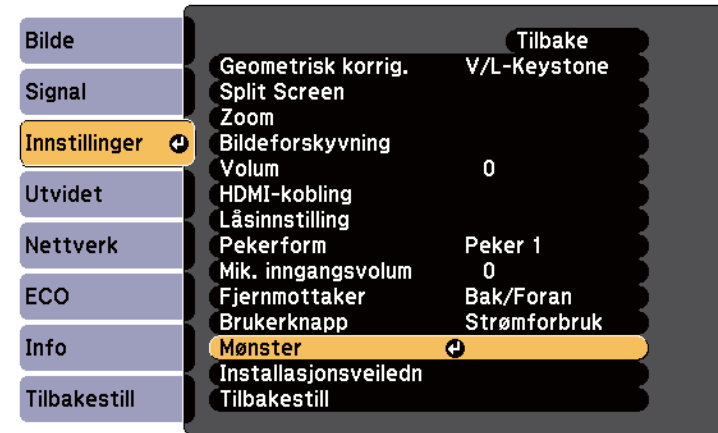 Bilde
Signal
Innstillinger
Utvidet
Nettverk
ECO
Info
Tilbakestill
Tilbake
Geometrisk korrig. V/L-Keystone
Split Screen
Zoom
Bildeforskyvning
Volum 0
HDMI-kobling
Låsinnstilling
Pekerform Peker 1
Mik. inngangsvolum 0
Fjernmottaker Bak/Foran
Brukerknapp Strømforbruk
Mønster
Installasjonsveiledn
Tilbakestill